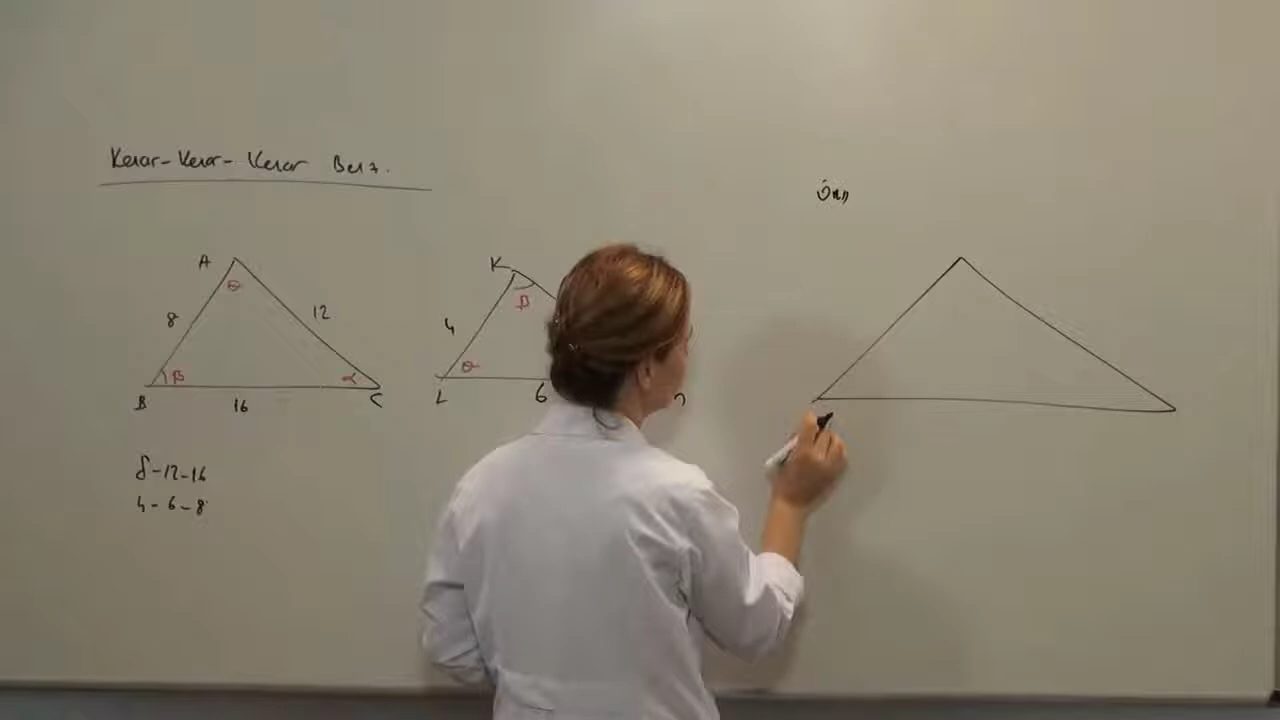 Kenar-Kenar-Kenar Benz.
Örn//
A
K
θ
β
8
12
4
β
α
θ
B
16
C
L
6
8-12-16
4-6-8